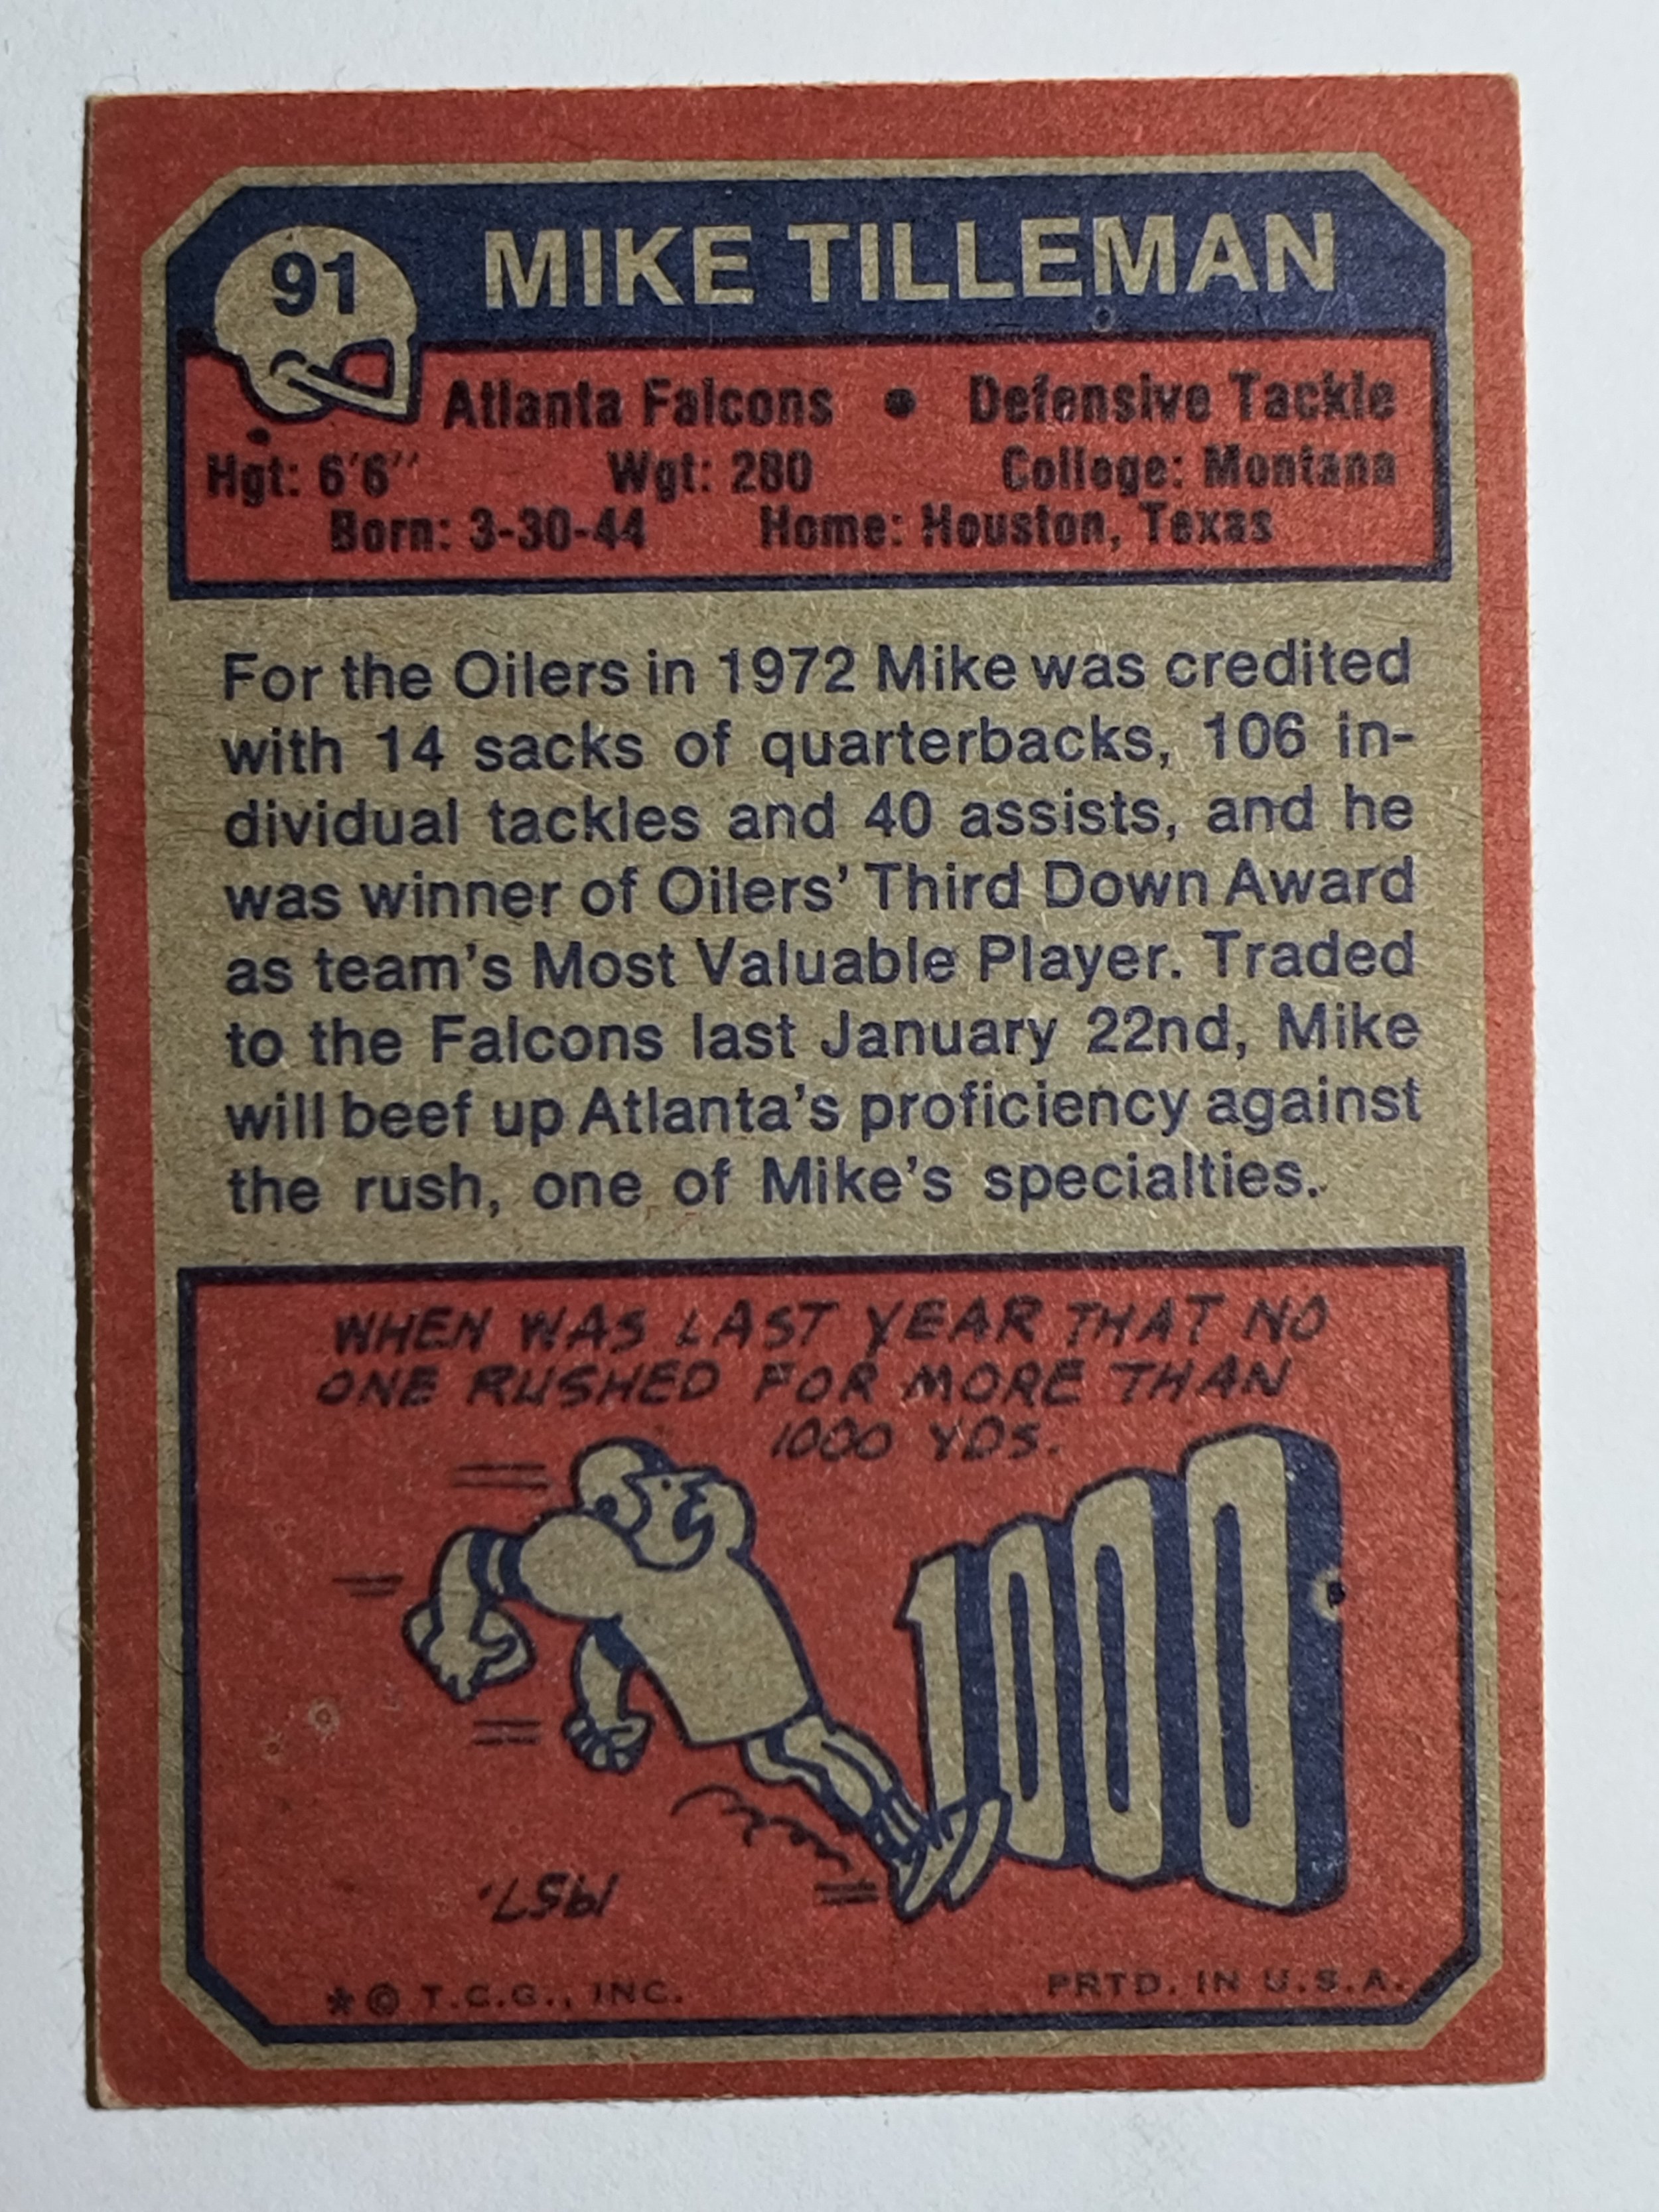 91
MIKE TILLEMAN
Atlanta Falcons • Defensive Tackle
Hgt: 6'6" Wgt: 280 College: Montana
Born: 3-30-44 Home: Houston, Texas
For the Oilers in 1972 Mike was credited
with 14 sacks of quarterbacks, 106 in-
dividual tackles and 40 assists, and he
was winner of Oilers' Third Down Award
as team's Most Valuable Player. Traded
to the Falcons last January 22nd, Mike
will beef up Atlanta's proficiency against
the rush, one of Mike's specialties.
WHEN WAS LAST YEAR THAT NO
ONE RUSHED FOR MORE THAN
1000 YDS.
1000
1957.
*© T.C.G., INC. PRTD. IN U.S.A.